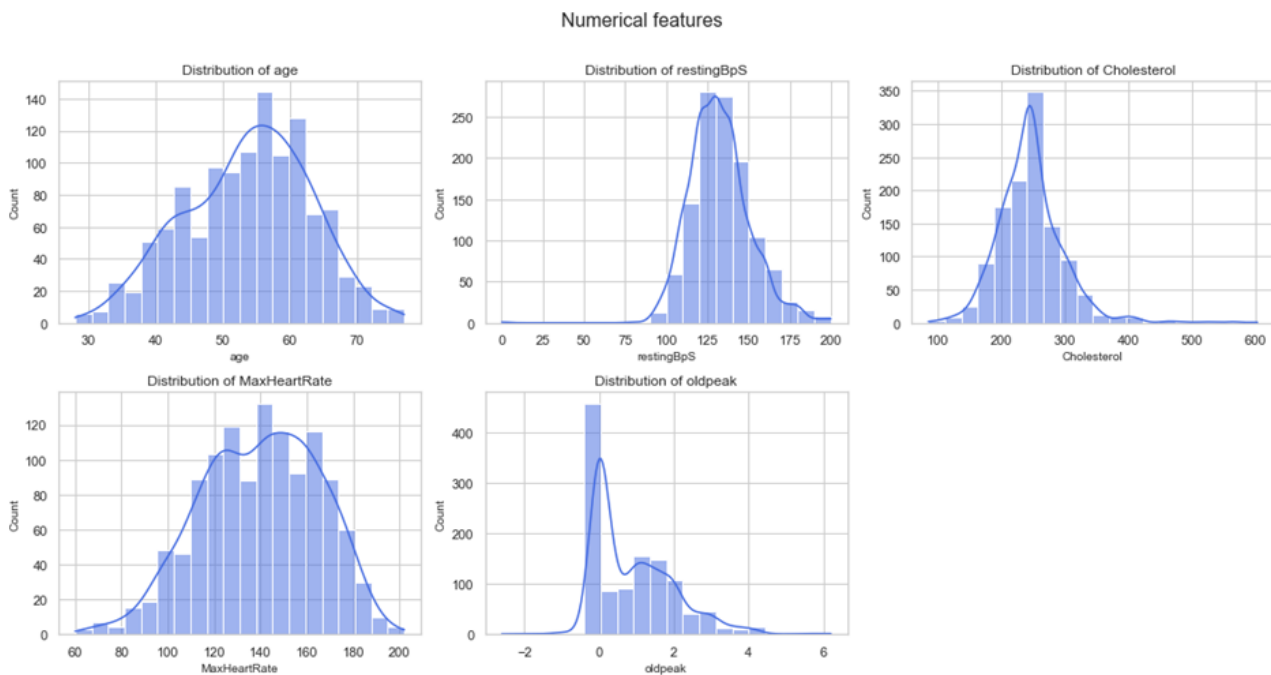 Numerical features
Distribution of age
Distribution of restingBpS
Distribution of Cholesterol
140
120
100
80
60
40
20
0
Count
30 40 50 60 70
age
250
200
150
100
50
0
Count
0 25 50 75 100 125 150 175 200
restingBpS
350
300
250
200
150
100
50
0
Count
100 200 300 400 500 600
Cholesterol
Distribution of MaxHeartRate
Distribution of oldpeak
120
100
80
60
40
20
0
Count
60 80 100 120 140 160 180 200
MaxHeartRate
400
300
200
100
0
Count
−2 0 2 4 6
oldpeak